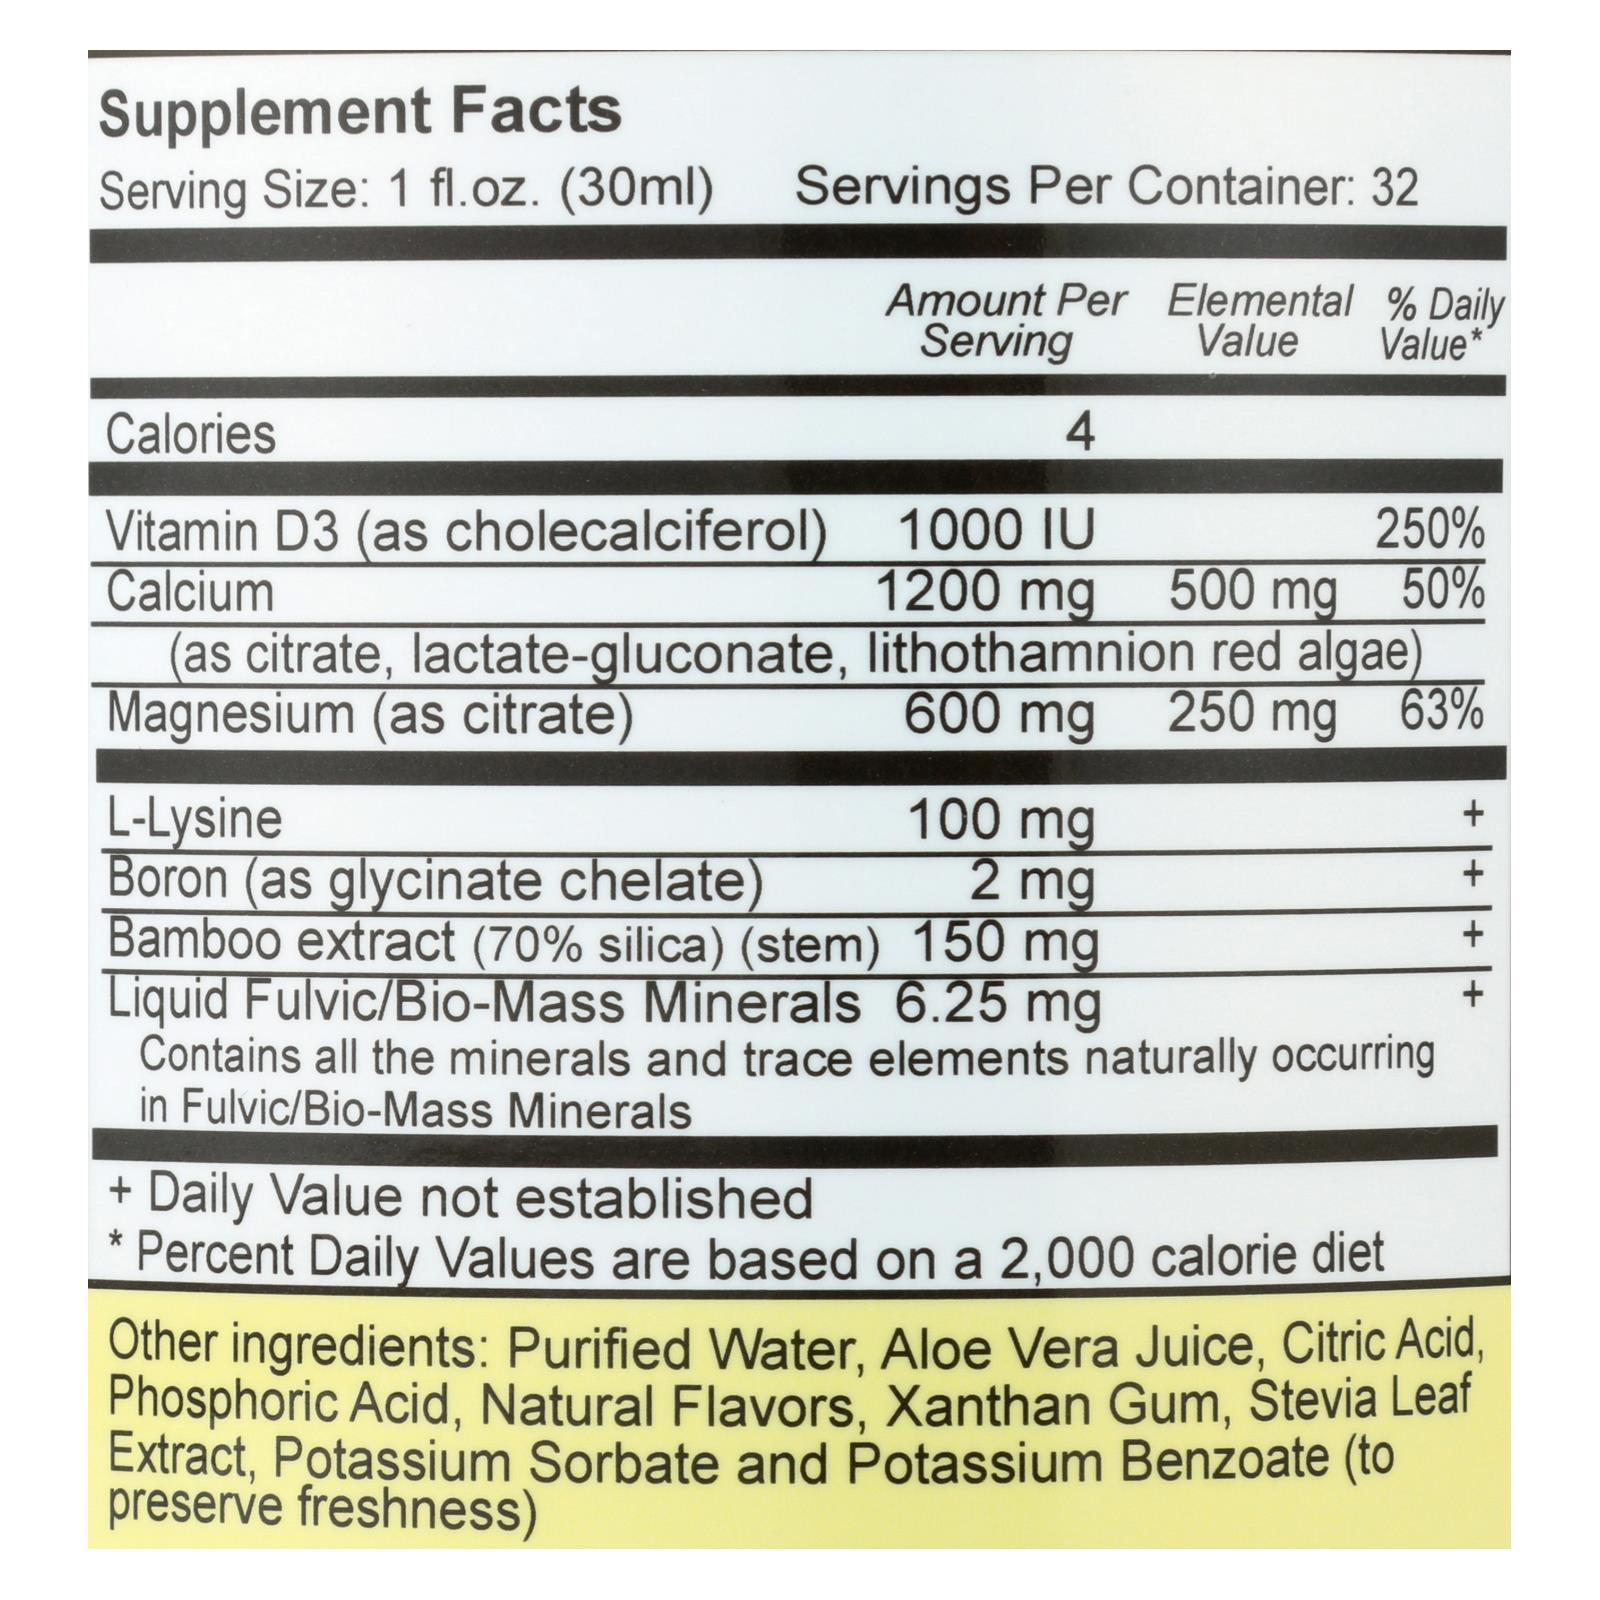 Supplement Facts
Serving Size: 1 fl.oz. (30ml) Servings Per Container: 32
Amount Per Serving Elemental Value % Daily Value*
Calories 4
Vitamin D3 (as cholecalciferol) 1000 IU 250%
Calcium 1200 mg 500 mg 50%
(as citrate, lactate-gluconate, lithothamnion red algae)
Magnesium (as citrate) 600 mg 250 mg 63%
L-Lysine 100 mg +
Boron (as glycinate chelate) 2 mg +
Bamboo extract (70% silica) (stem) 150 mg +
Liquid Fulvic/Bio-Mass Minerals 6.25 mg +
Contains all the minerals and trace elements naturally occurring
in Fulvic/Bio-Mass Minerals
+ Daily Value not established
* Percent Daily Values are based on a 2,000 calorie diet
Other ingredients: Purified Water, Aloe Vera Juice, Citric Acid,
Phosphoric Acid, Natural Flavors, Xanthan Gum, Stevia Leaf
Extract, Potassium Sorbate and Potassium Benzoate (to
preserve freshness)